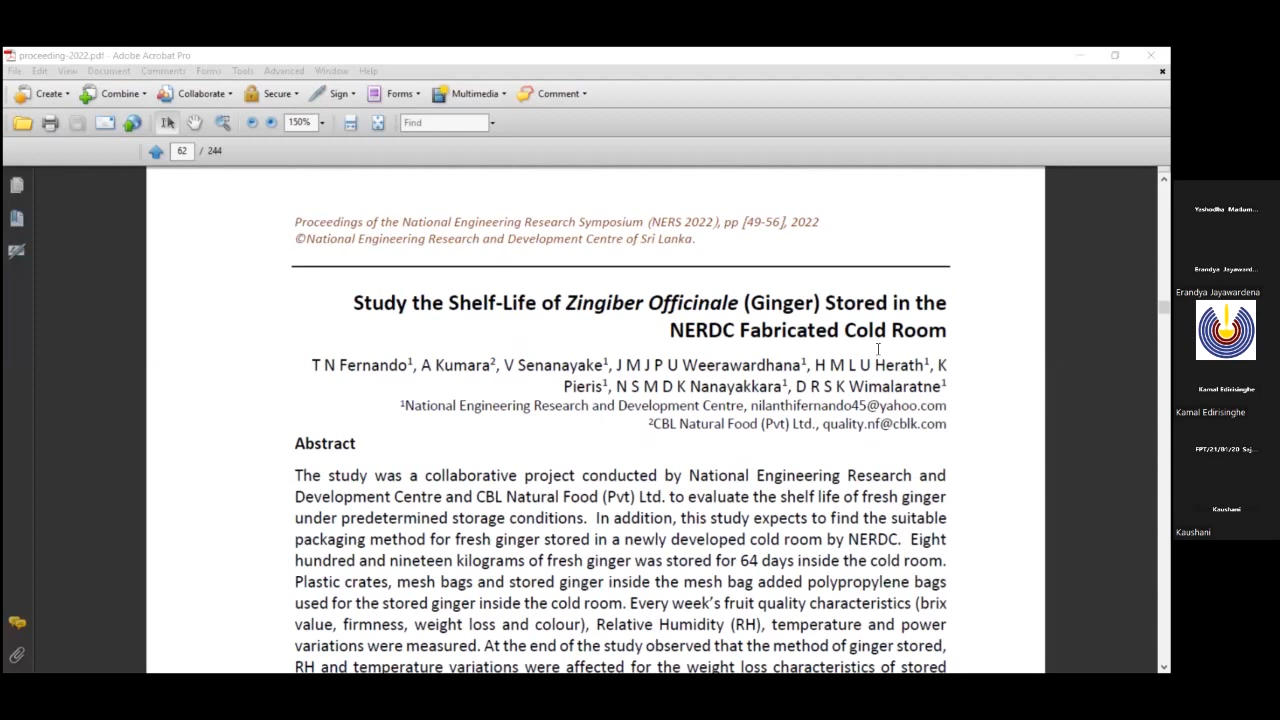 proceeding-2022.pdf - Adobe Acrobat Pro
File Edit View Document Comments Forms Tools Advanced Window Help
Create Combine Collaborate Secure Sign Forms Multimedia Comment
150% Find
62 / 244
Proceedings of the National Engineering Research Symposium (NERS 2022), pp [49-56], 2022
©National Engineering Research and Development Centre of Sri Lanka.
Study the Shelf-Life of Zingiber Officinale (Ginger) Stored in the
NERDC Fabricated Cold Room
T N Fernando¹, A Kumara², V Senanayake¹, J M J P U Weerawardhana¹, H M L U Herath¹, K
Pieris¹, N S M D K Nanayakkara¹, D R S K Wimalaratne¹
¹National Engineering Research and Development Centre, nilanthifernando45@yahoo.com
²CBL Natural Food (Pvt) Ltd., quality.nf@cblk.com
Abstract
The study was a collaborative project conducted by National Engineering Research and
Development Centre and CBL Natural Food (Pvt) Ltd. to evaluate the shelf life of fresh ginger
under predetermined storage conditions. In addition, this study expects to find the suitable
packaging method for fresh ginger stored in a newly developed cold room by NERDC. Eight
hundred and nineteen kilograms of fresh ginger was stored for 64 days inside the cold room.
Plastic crates, mesh bags and stored ginger inside the mesh bag added polypropylene bags
used for the stored ginger inside the cold room. Every week's fruit quality characteristics (brix
value, firmness, weight loss and colour), Relative Humidity (RH), temperature and power
variations were measured. At the end of the study observed that the method of ginger stored,
RH and temperature variations were affected for the weight loss characteristics of stored
Yashodha Madum...
Erandya Jayaward...
Erandya Jayawardena
Kamal Edirisinghe
Kamal Edirisinghe
FPT/21/B1/20 Saj...
Kaushani
Kaushani